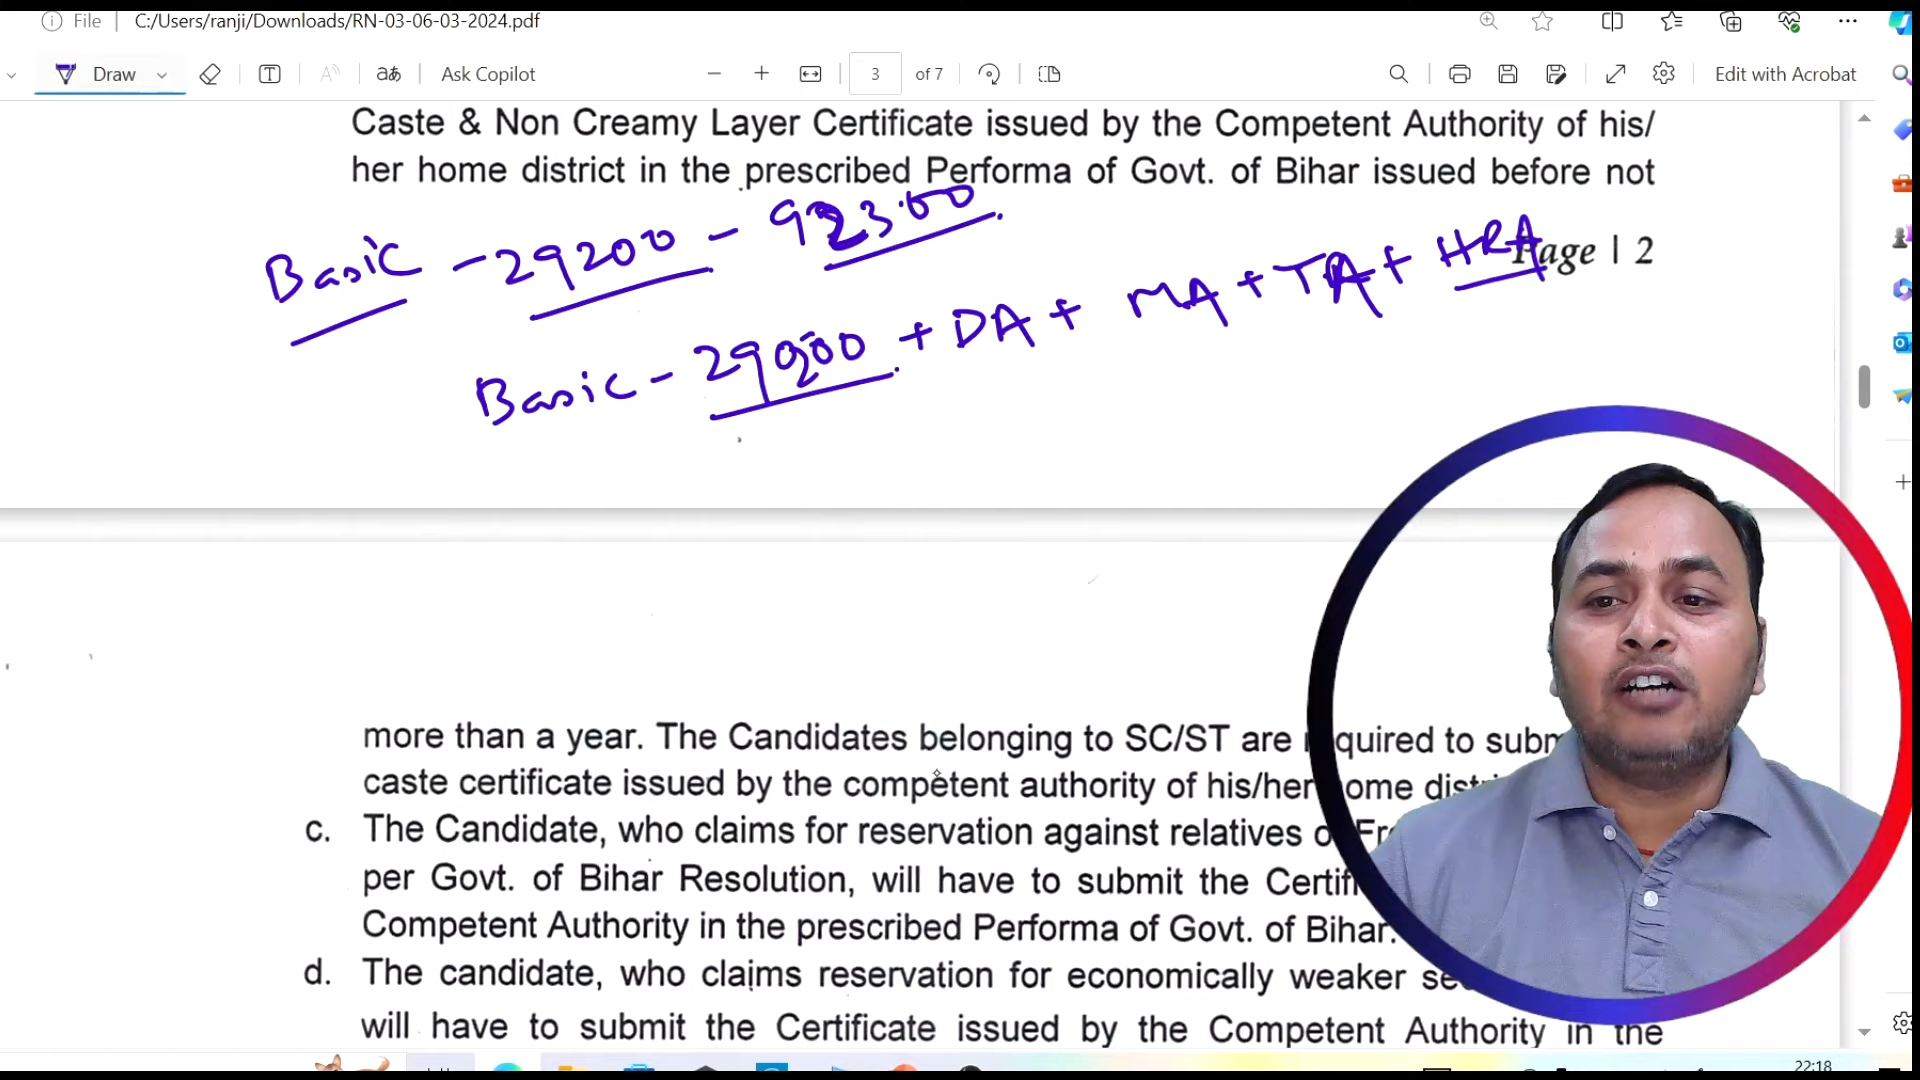 File C:/Users/ranji/Downloads/RN-03-06-03-2024.pdf
Draw aあ Ask Copilot 3 of 7 Edit with Acrobat
Caste & Non Creamy Layer Certificate issued by the Competent Authority of his/
her home district in the prescribed Performa of Govt. of Bihar issued before not
Basic - 29200 - 92300
Page | 2
Basic - 29200 + DA + MA + TA + HRA
more than a year. The Candidates belonging to SC/ST are quired to subm
caste certificate issued by the competent authority of his/her ome dist
c. The Candidate, who claims for reservation against relatives o Fr
per Govt. of Bihar Resolution, will have to submit the Certif
Competent Authority in the prescribed Performa of Govt. of Bihar.
d. The candidate, who claims reservation for economically weaker se
will have to submit the Certificate issued by the Competent Authority in the
22:18